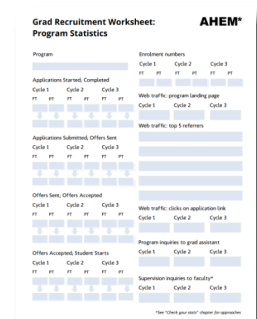 Grad Recruitment Worksheet:
Program Statistics
AHEM*
Program
Applications Started, Completed
Cycle 1 Cycle 2 Cycle 3
FT PT FT PT FT PT
Applications Submitted, Offers Sent
Cycle 1 Cycle 2 Cycle 3
FT PT FT PT FT PT
Offers Sent, Offers Accepted
Cycle 1 Cycle 2 Cycle 3
FT PT FT PT FT PT
Offers Accepted, Student Starts
Cycle 1 Cycle 2 Cycle 3
FT PT FT PT FT PT
Enrolment numbers
Cycle 1 Cycle 2 Cycle 3
FT PT FT PT FT PT
Web traffic: program landing page
Cycle 1 Cycle 2 Cycle 3
Web traffic: top 5 referrers
Web traffic: clicks on application link
Cycle 1 Cycle 2 Cycle 3
Program inquiries to grad assistant
Cycle 1 Cycle 2 Cycle 3
Supervision inquiries to faculty*
Cycle 1 Cycle 2 Cycle 3
*See "Check your stats" chapter for approaches